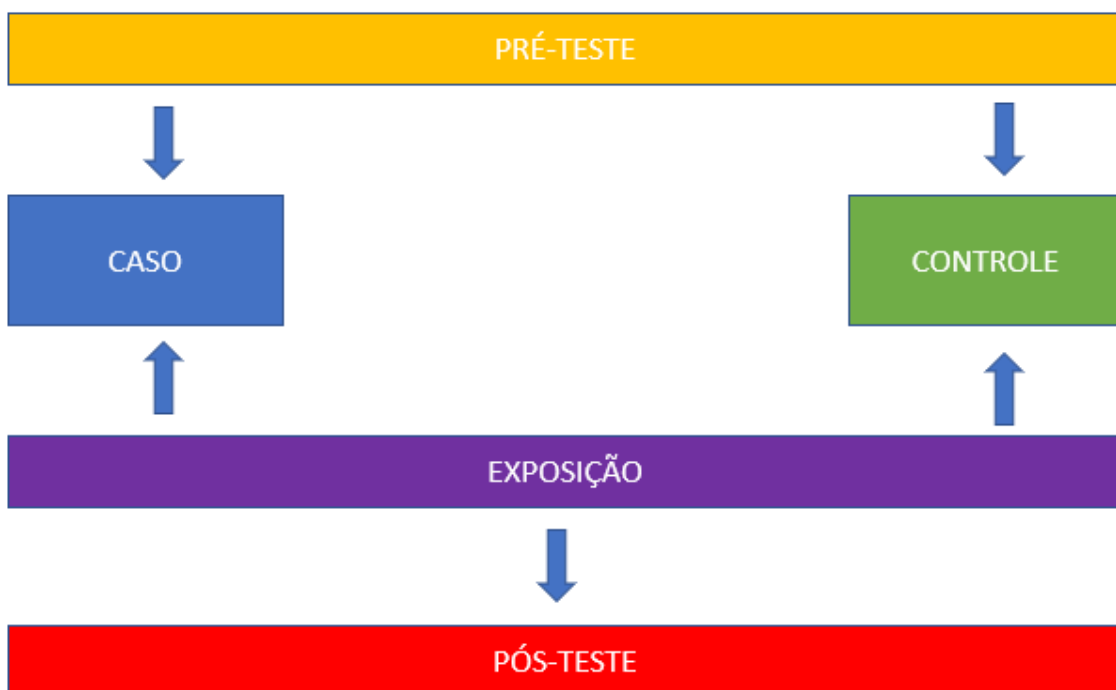 PRÉ-TESTE
CASO
CONTROLE
EXPOSIÇÃO
PÓS-TESTE